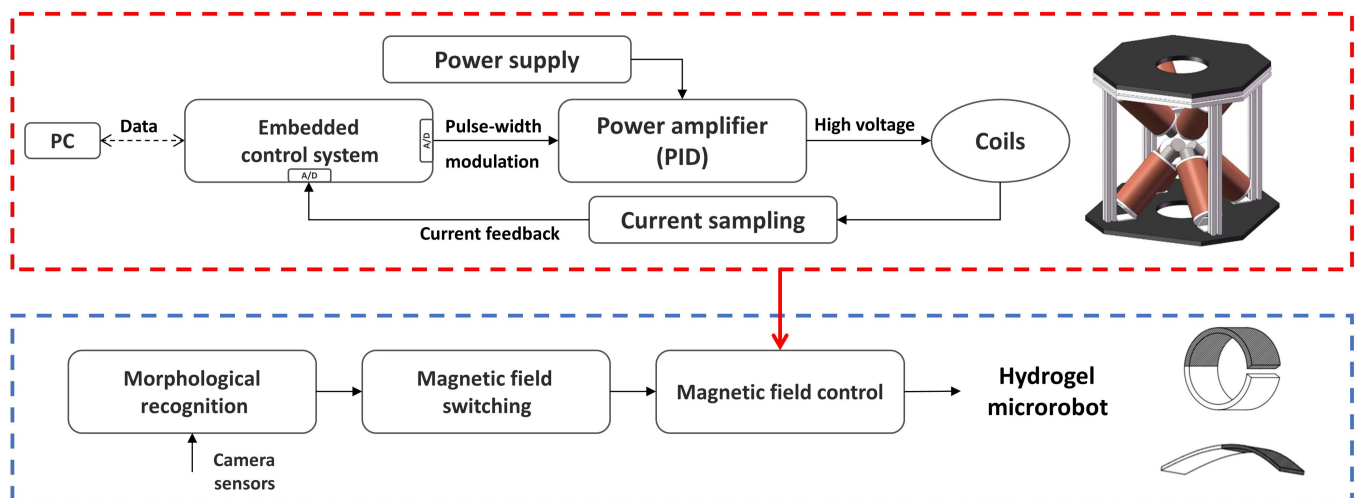 Power supply
PC
Data
Embedded
control system
A/D
A/D
Pulse-width
modulation
Power amplifier
(PID)
High voltage
Coils
Current feedback
Current sampling
Morphological
recognition
Magnetic field
switching
Magnetic field control
Hydrogel
microrobot
Camera
sensors